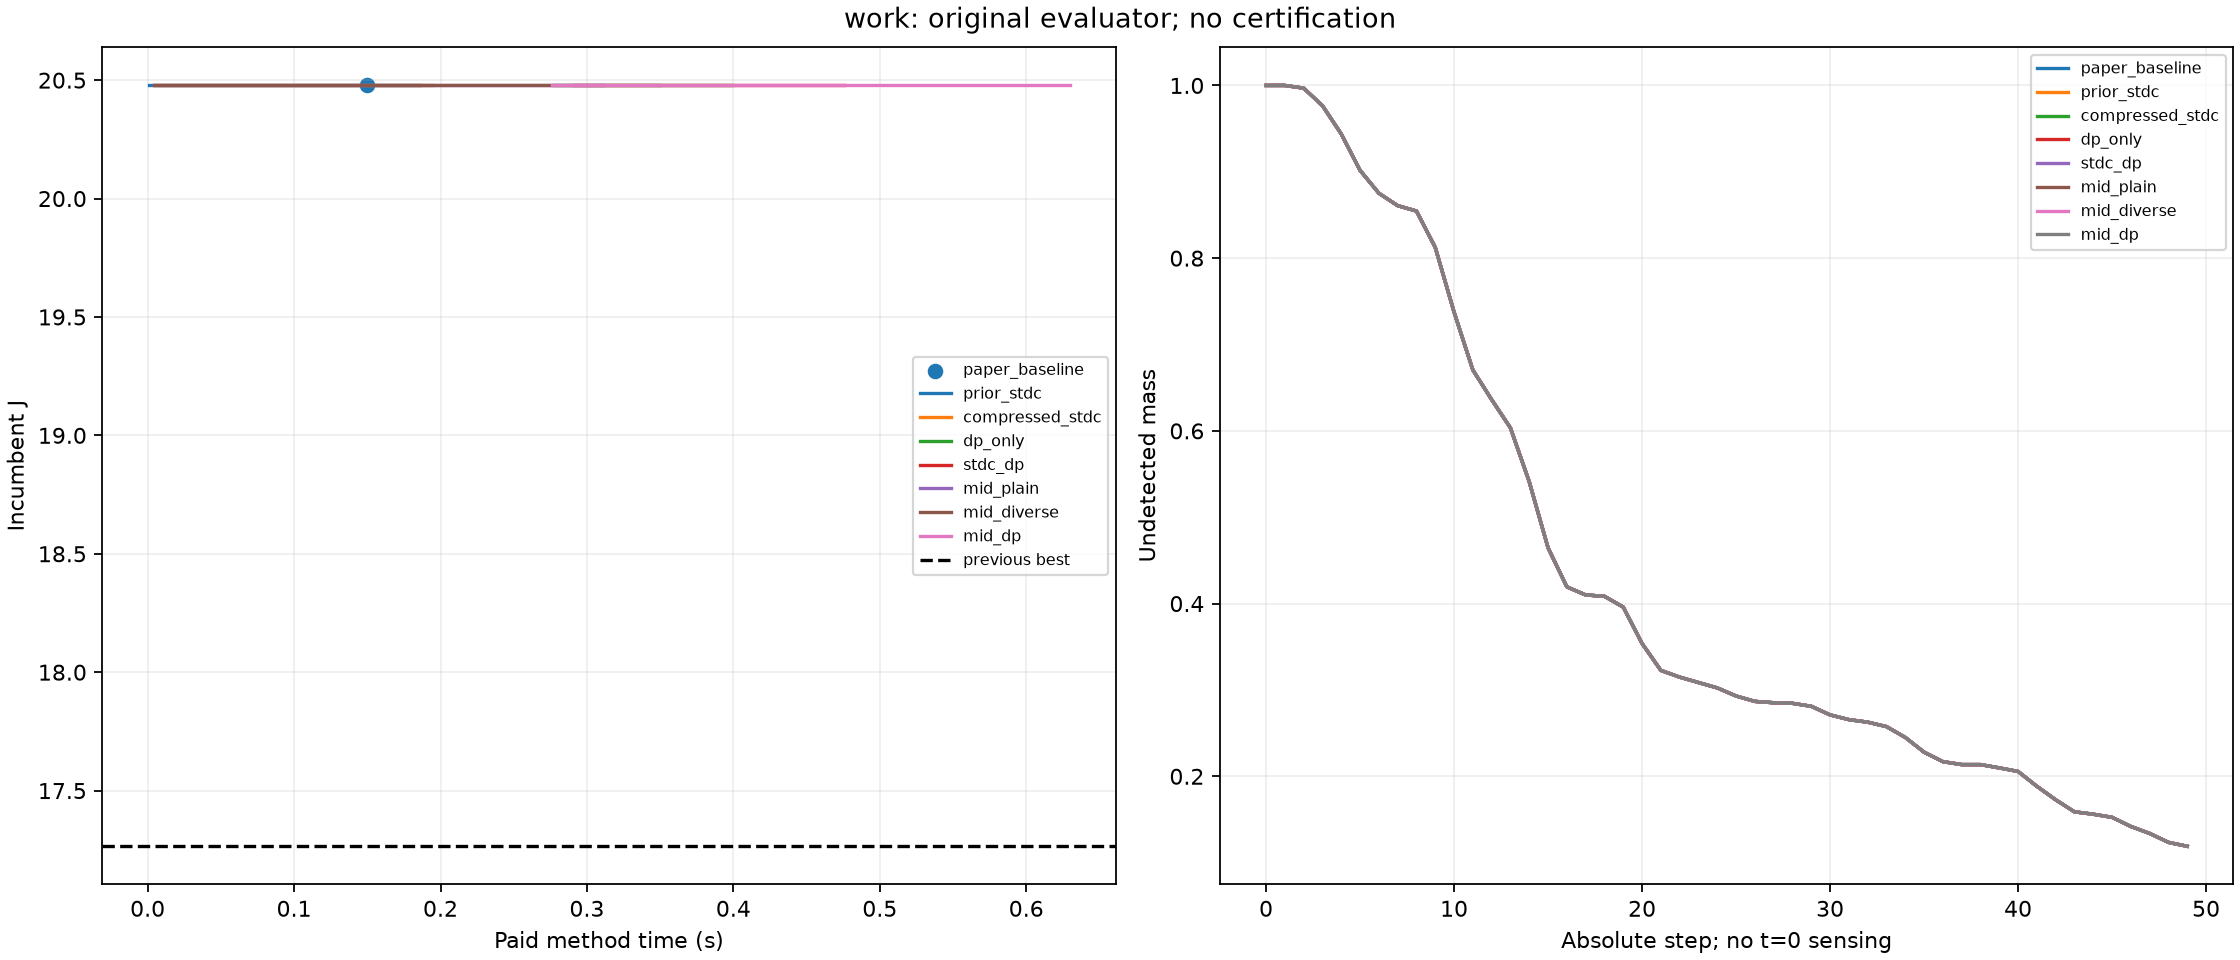 work: original evaluator; no certification
20.5
20.0
19.5
19.0
18.5
18.0
17.5
Incumbent J
0.0 0.1 0.2 0.3 0.4 0.5 0.6
Paid method time (s)
paper_baseline
prior_stdc
compressed_stdc
dp_only
stdc_dp
mid_plain
mid_diverse
mid_dp
previous best
1.0
0.8
0.6
0.4
0.2
Undetected mass
0 10 20 30 40 50
Absolute step; no t=0 sensing
paper_baseline
prior_stdc
compressed_stdc
dp_only
stdc_dp
mid_plain
mid_diverse
mid_dp